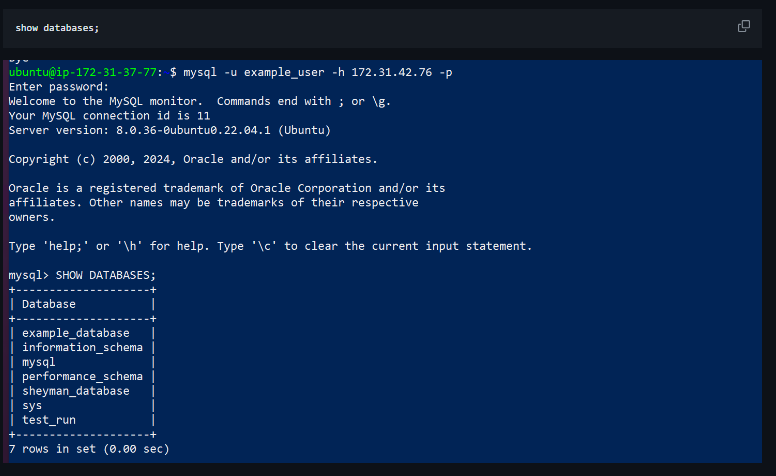 show databases;
ubuntu@ip-172-31-37-77: $ mysql -u example_user -h 172.31.42.76 -p
Enter password:
Welcome to the MySQL monitor.  Commands end with ; or \g.
Your MySQL connection id is 11
Server version: 8.0.36-0ubuntu0.22.04.1 (Ubuntu)
Copyright (c) 2000, 2024, Oracle and/or its affiliates.
Oracle is a registered trademark of Oracle Corporation and/or its
affiliates. Other names may be trademarks of their respective
owners.
Type 'help;' or '\h' for help. Type '\c' to clear the current input statement.
mysql> SHOW DATABASES;
+--------------------+
| Database           |
+--------------------+
| example_database   |
| information_schema |
| mysql              |
| performance_schema |
| sheyman_database   |
| sys                |
| test_run           |
+--------------------+
7 rows in set (0.00 sec)